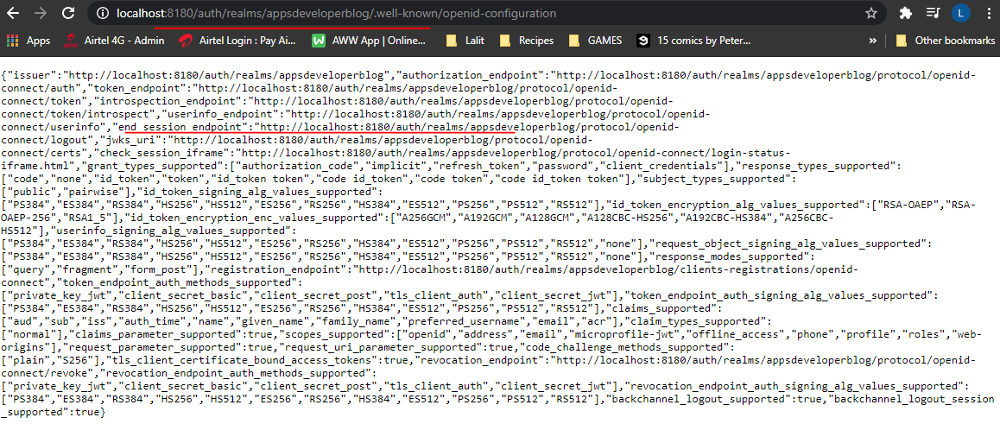 localhost:8180/auth/realms/appsdeveloperblog/.well-known/openid-configuration
L
Apps Airtel 4G - Admin Airtel Login : Pay Ai... AWW App | Online... Lalit Recipes GAMES 15 comics by Peter... » Other bookmarks
{"issuer":"http://localhost:8180/auth/realms/appsdeveloperblog","authorization_endpoint":"http://localhost:8180/auth/realms/appsdeveloperblog/protocol/openid-
connect/auth","token_endpoint":"http://localhost:8180/auth/realms/appsdeveloperblog/protocol/openid-
connect/token","introspection_endpoint":"http://localhost:8180/auth/realms/appsdeveloperblog/protocol/openid-
connect/token/introspect","userinfo_endpoint":"http://localhost:8180/auth/realms/appsdeveloperblog/protocol/openid-
connect/userinfo","end_session_endpoint":"http://localhost:8180/auth/realms/appsdeveloperblog/protocol/openid-
connect/logout","jwks_uri":"http://localhost:8180/auth/realms/appsdeveloperblog/protocol/openid-
connect/certs","check_session_iframe":"http://localhost:8180/auth/realms/appsdeveloperblog/protocol/openid-connect/login-status-
iframe.html","grant_types_supported":["authorization_code","implicit","refresh_token","password","client_credentials"],"response_types_supported":
["code","none","id_token","token","id_token token","code id_token","code token","code id_token token"],"subject_types_supported":
["public","pairwise"],"id_token_signing_alg_values_supported":
["PS384","ES384","RS384","HS256","HS512","ES256","RS256","HS384","ES512","PS256","PS512","RS512"],"id_token_encryption_alg_values_supported":["RSA-OAEP","RSA-
OAEP-256","RSA1_5"],"id_token_encryption_enc_values_supported":["A256GCM","A192GCM","A128GCM","A128CBC-HS256","A192CBC-HS384","A256CBC-
HS512"],"userinfo_signing_alg_values_supported":
["PS384","ES384","RS384","HS256","HS512","ES256","RS256","HS384","ES512","PS256","PS512","RS512","none"],"request_object_signing_alg_values_supported":
["PS384","ES384","RS384","HS256","HS512","ES256","RS256","HS384","ES512","PS256","PS512","RS512","none"],"response_modes_supported":
["query","fragment","form_post"],"registration_endpoint":"http://localhost:8180/auth/realms/appsdeveloperblog/clients-registrations/openid-
connect","token_endpoint_auth_methods_supported":
["private_key_jwt","client_secret_basic","client_secret_post","tls_client_auth","client_secret_jwt"],"token_endpoint_auth_signing_alg_values_supported":
["PS384","ES384","RS384","HS256","HS512","ES256","RS256","HS384","ES512","PS256","PS512","RS512"],"claims_supported":
["aud","sub","iss","auth_time","name","given_name","family_name","preferred_username","email","acr"],"claim_types_supported":
["normal"],"claims_parameter_supported":true,"scopes_supported":["openid","address","email","microprofile-jwt","offline_access","phone","profile","roles","web-
origins"],"request_parameter_supported":true,"request_uri_parameter_supported":true,"code_challenge_methods_supported":
["plain","S256"],"tls_client_certificate_bound_access_tokens":true,"revocation_endpoint":"http://localhost:8180/auth/realms/appsdeveloperblog/protocol/openid-
connect/revoke","revocation_endpoint_auth_methods_supported":
["private_key_jwt","client_secret_basic","client_secret_post","tls_client_auth","client_secret_jwt"],"revocation_endpoint_auth_signing_alg_values_supported":
["PS384","ES384","RS384","HS256","HS512","ES256","RS256","HS384","ES512","PS256","PS512","RS512"],"backchannel_logout_supported":true,"backchannel_logout_session
_supported":true}